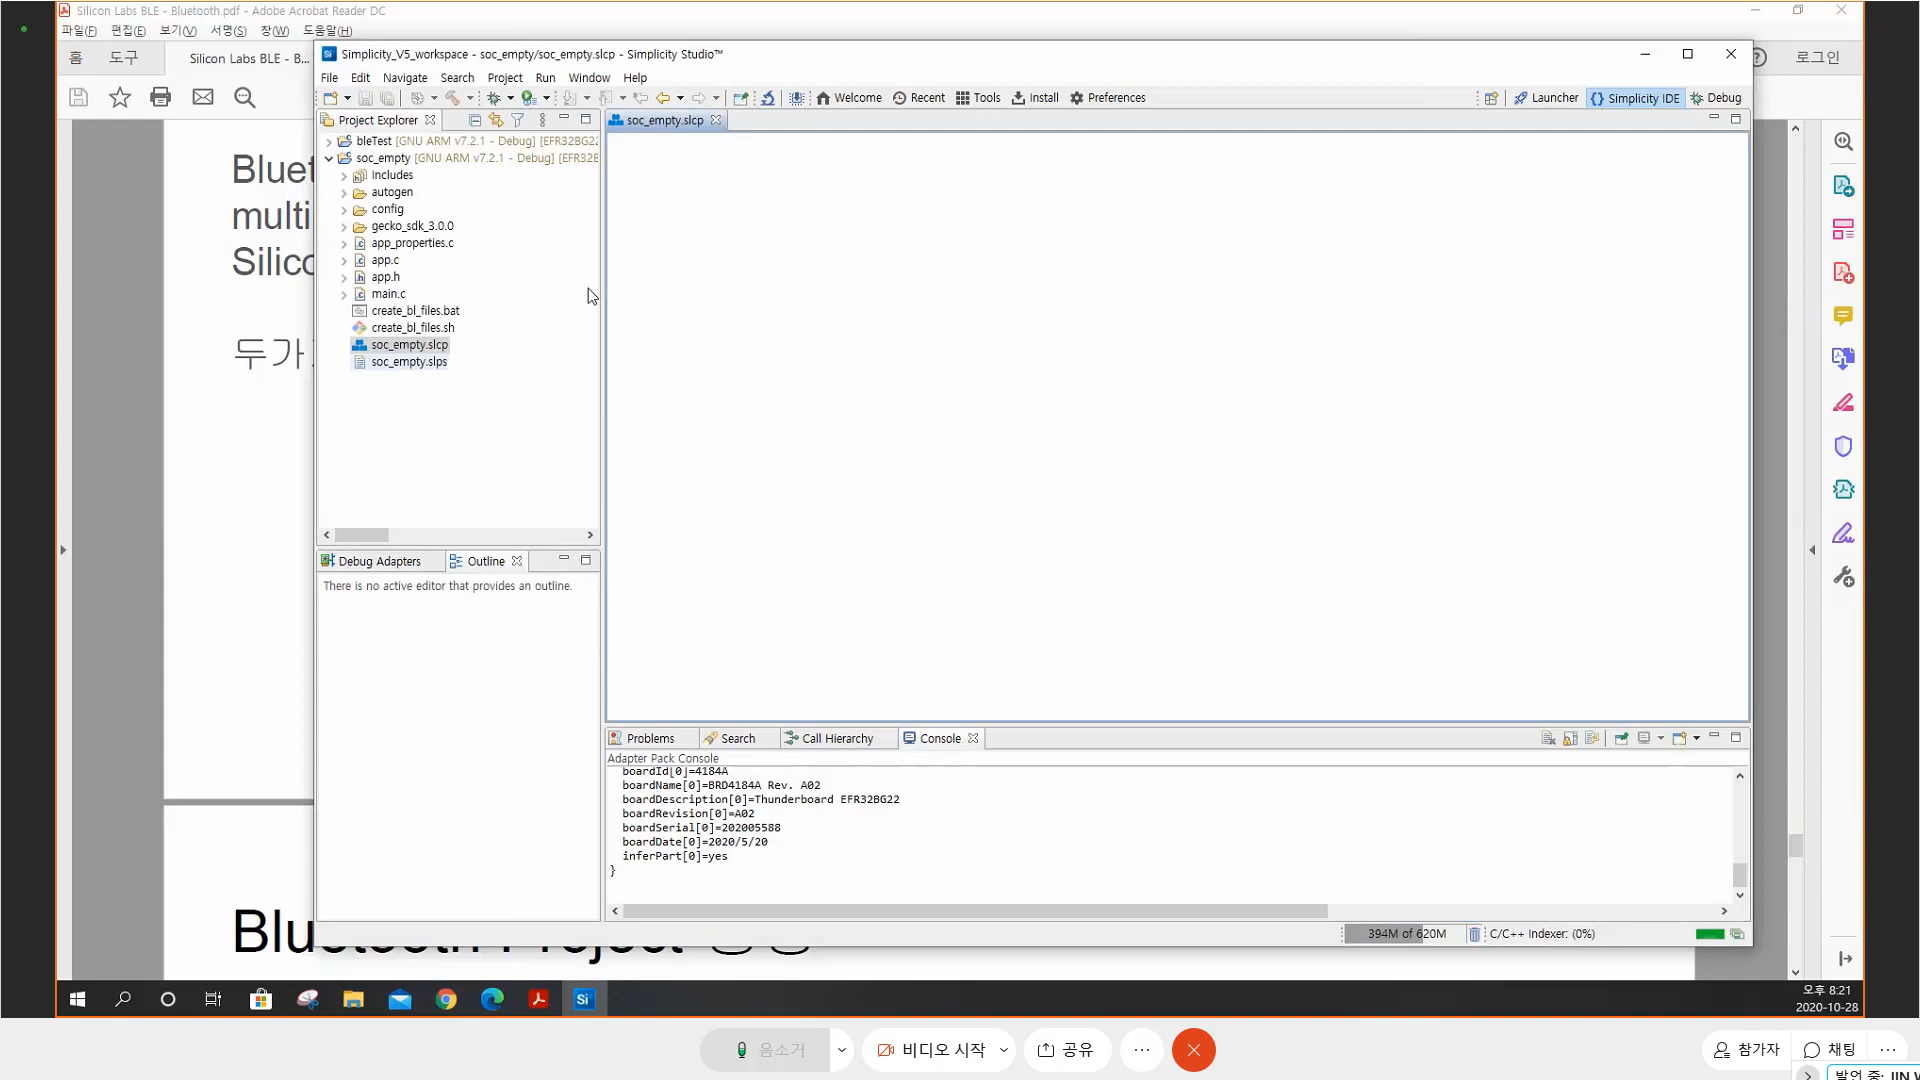 Silicon Labs BLE - Bluetooth.pdf - Adobe Acrobat Reader DC
파일(F) 편집(E) 보기(V) 서명(S) 창(W) 도움말(H)
홈 도구 Silicon Labs BLE - B... 로그인
Simplicity_V5_workspace - soc_empty/soc_empty.slcp - Simplicity Studio™
File Edit Navigate Search Project Run Window Help
Welcome Recent Tools Install Preferences Launcher Simplicity IDE Debug
Project Explorer
soc_empty.slcp
bleTest [GNU ARM v7.2.1 - Debug] [EFR32BG22
soc_empty [GNU ARM v7.2.1 - Debug] [EFR32E
Includes
autogen
config
gecko_sdk_3.0.0
app_properties.c
app.c
app.h
main.c
create_bl_files.bat
create_bl_files.sh
soc_empty.slcp
soc_empty.slps
Bluet
multi
Silico
두가
Debug Adapters Outline
There is no active editor that provides an outline.
Problems Search Call Hierarchy Console
Adapter Pack Console
boardId[0]=4184A
boardName[0]=BRD4184A Rev. A02
boardDescription[0]=Thunderboard EFR32BG22
boardRevision[0]=A02
boardSerial[0]=202005588
boardDate[0]=2020/5/20
inferPart[0]=yes
}
394M of 620M C/C++ Indexer: (0%)
Bluetooth Project
오후 8:21
2020-10-28
음소거 비디오 시작 공유 참가자 채팅
발언 중: JIN